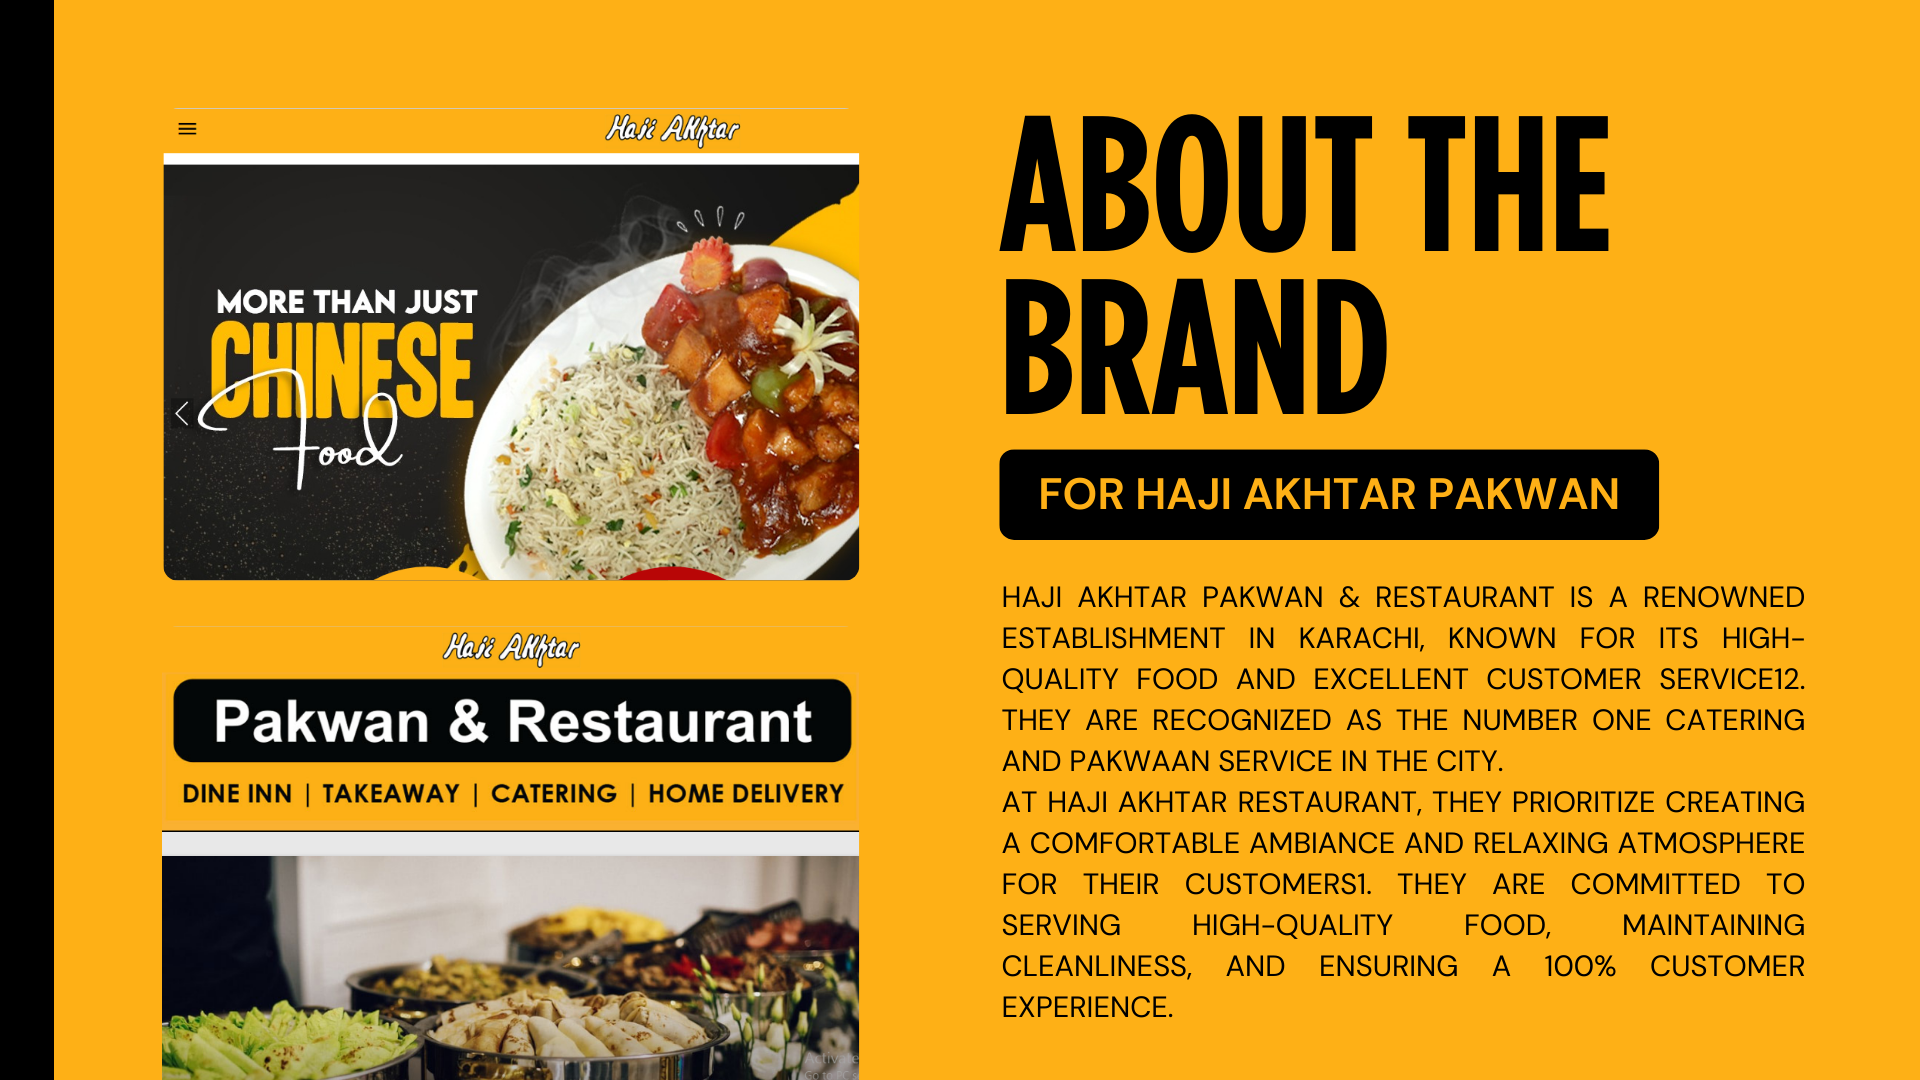 Haji Akhtar
MORE THAN JUST
CHINESE
Food
Haji Akhtar
Pakwan & Restaurant
DINE INN | TAKEAWAY | CATERING | HOME DELIVERY
Activate
ABOUT THE
BRAND
FOR HAJI AKHTAR PAKWAN
HAJI AKHTAR PAKWAN & RESTAURANT IS A RENOWNED
ESTABLISHMENT IN KARACHI, KNOWN FOR ITS HIGH-
QUALITY FOOD AND EXCELLENT CUSTOMER SERVICE12.
THEY ARE RECOGNIZED AS THE NUMBER ONE CATERING
AND PAKWAAN SERVICE IN THE CITY.
AT HAJI AKHTAR RESTAURANT, THEY PRIORITIZE CREATING
A COMFORTABLE AMBIANCE AND RELAXING ATMOSPHERE
FOR THEIR CUSTOMERS1. THEY ARE COMMITTED TO
SERVING HIGH-QUALITY FOOD, MAINTAINING
CLEANLINESS, AND ENSURING A 100% CUSTOMER
EXPERIENCE.